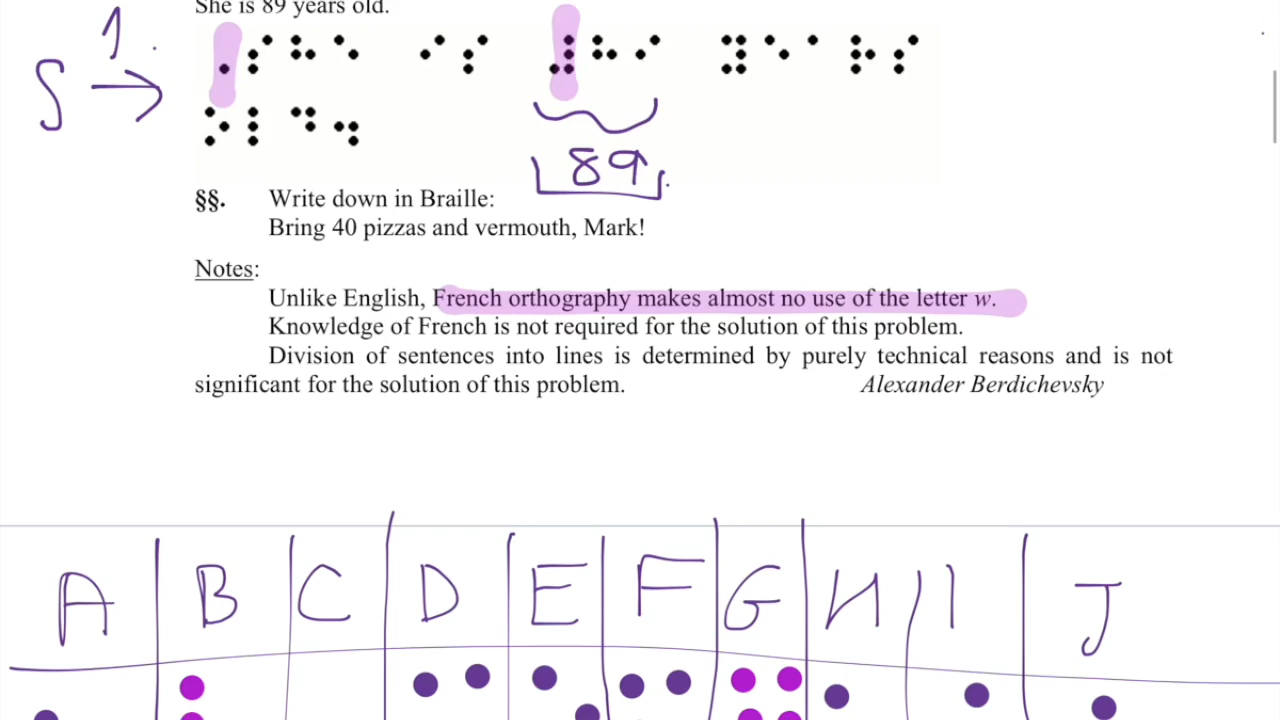 She is 89 years old.
1.
S →
⠠⠎⠓⠑ ⠊⠎ ⠼⠓⠊ ⠽⠑⠁⠗⠎
⠕⠇⠙⠲
89
§§. Write down in Braille:
Bring 40 pizzas and vermouth, Mark!
Notes:
Unlike English, French orthography makes almost no use of the letter w.
Knowledge of French is not required for the solution of this problem.
Division of sentences into lines is determined by purely technical reasons and is not
significant for the solution of this problem. Alexander Berdichevsky
A B C D E F G H I J